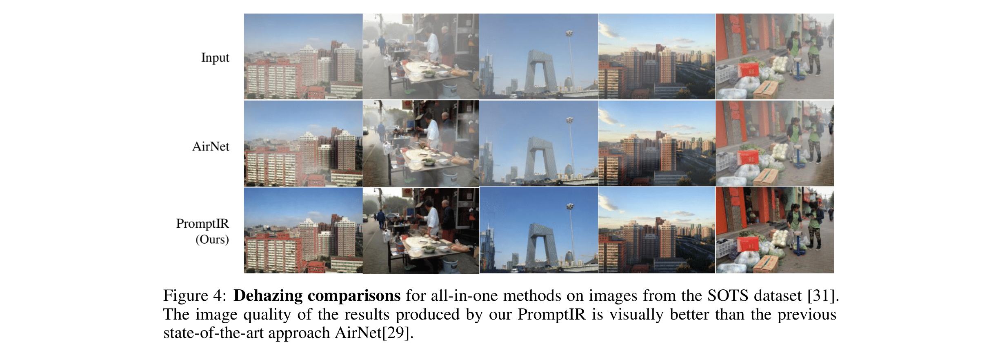 Input
AirNet
PromptIR
(Ours)
Figure 4: Dehazing comparisons for all-in-one methods on images from the SOTS dataset [31].
The image quality of the results produced by our PromptIR is visually better than the previous
state-of-the-art approach AirNet[29].